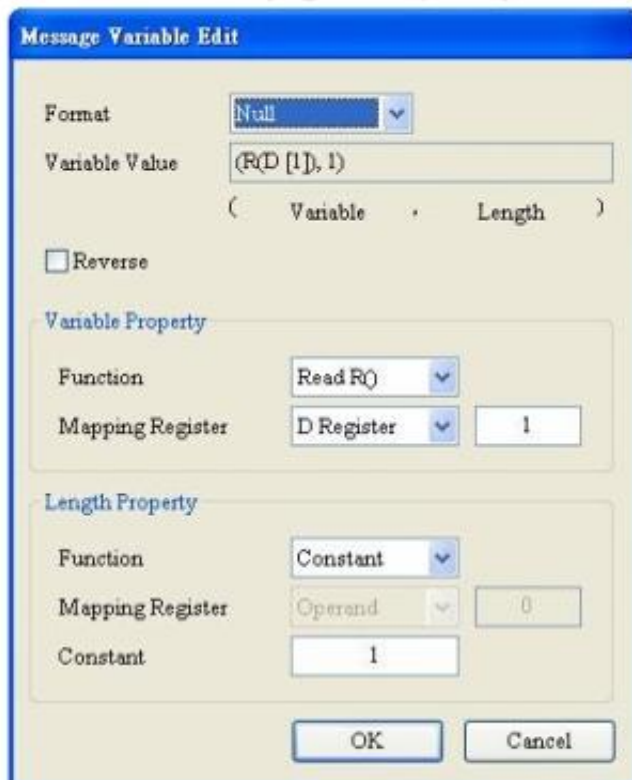 Message Variable Edit
Format Null
Variable Value (R(D [1]), 1)
( Variable , Length )
Reverse
Variable Property
Function Read R()
Mapping Register D Register 1
Length Property
Function Constant
Mapping Register Operand 0
Constant 1
OK Cancel